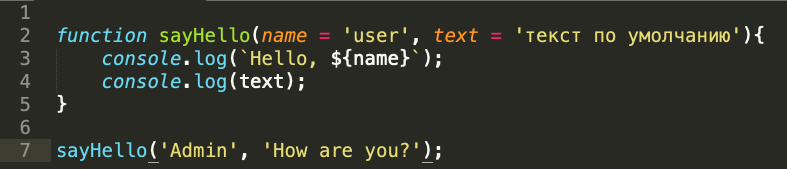 1
2 function sayHello(name = 'user', text = 'текст по умолчанию'){
3     console.log(`Hello, ${name}`);
4     console.log(text);
5 }
6
7 sayHello('Admin', 'How are you?');